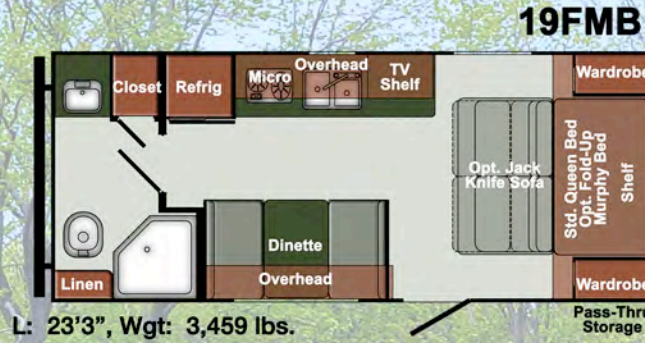 19FMB
Closet
Refrig
Micro
Overhead
TV
Shelf
Wardrobe
Opt. Jack
Knife Sofa
Std. Queen Bed
Opt. Fold-Up
Murphy Bed
Shelf
Dinette
Overhead
Linen
Wardrobe
L: 23'3", Wgt: 3,459 lbs.
Pass-Thru
Storage